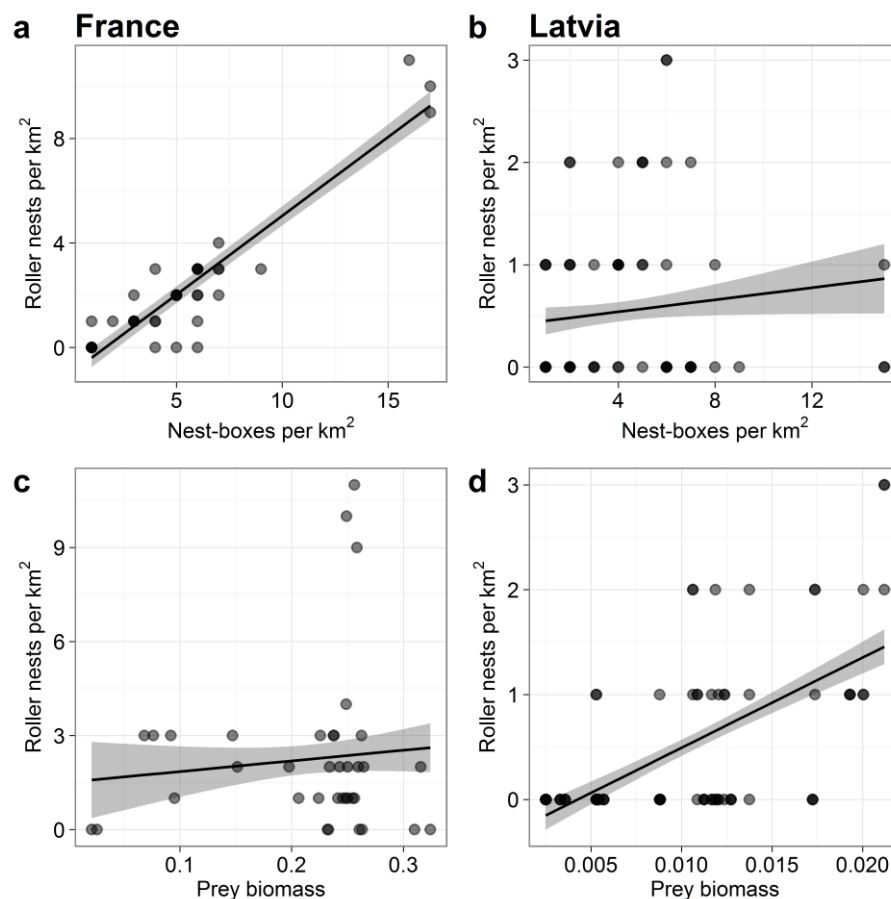 a France
Roller nests per km²
8
4
0
5 10 15
Nest-boxes per km²
b Latvia
Roller nests per km²
3
2
1
0
4 8 12
Nest-boxes per km²
c
Roller nests per km²
9
6
3
0
0.1 0.2 0.3
Prey biomass
d
Roller nests per km²
3
2
1
0
0.005 0.010 0.015 0.020
Prey biomass